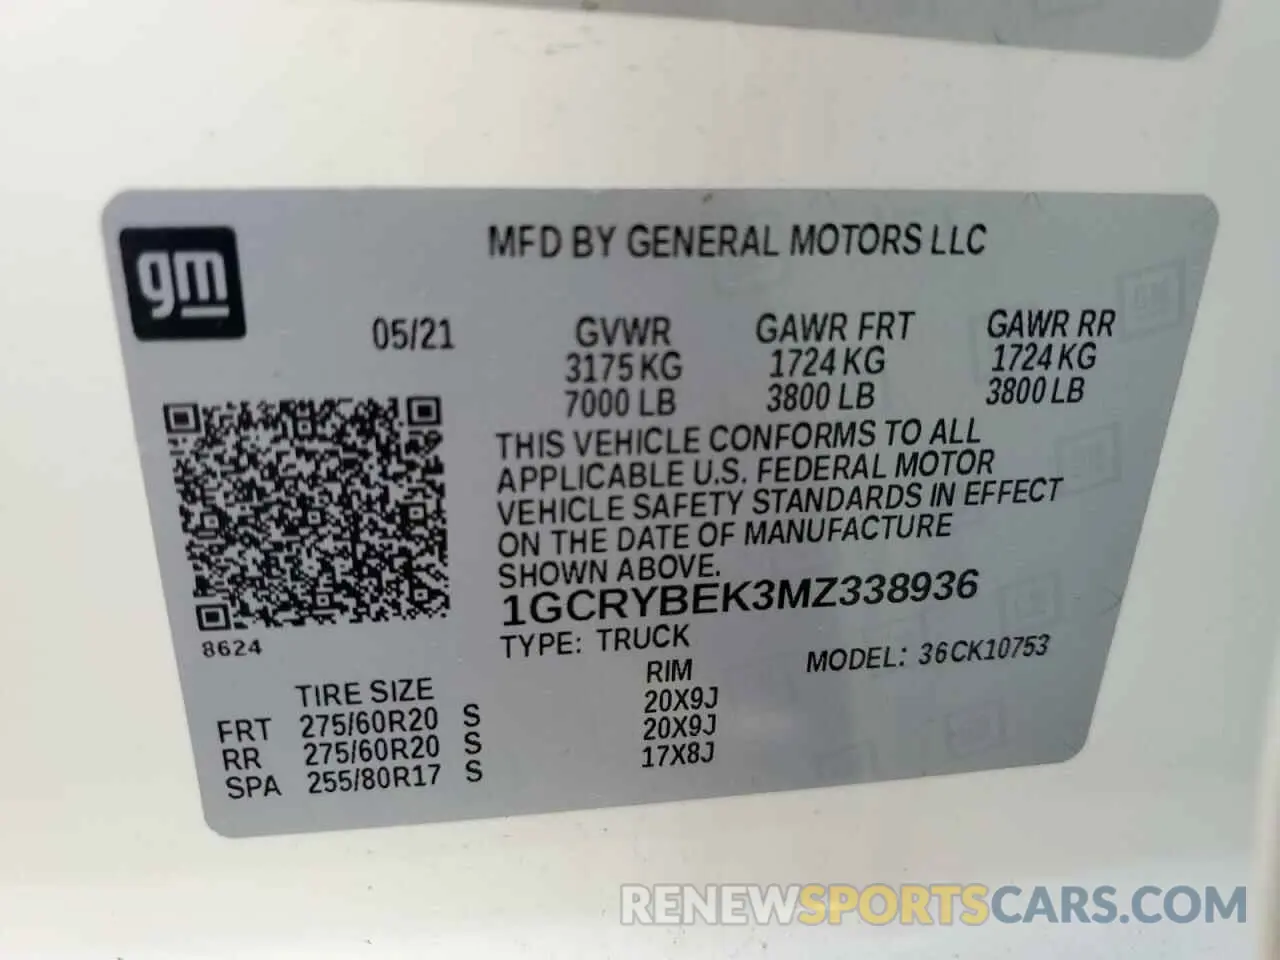 gm
MFD BY GENERAL MOTORS LLC
05/21 GVWR GAWR FRT GAWR RR
3175 KG 1724 KG 1724 KG
7000 LB 3800 LB 3800 LB
THIS VEHICLE CONFORMS TO ALL
APPLICABLE U.S. FEDERAL MOTOR
VEHICLE SAFETY STANDARDS IN EFFECT
ON THE DATE OF MANUFACTURE
SHOWN ABOVE.
1GCRYBEK3MZ338936
8624
TYPE: TRUCK MODEL: 36CK10753
TIRE SIZE RIM
FRT 275/60R20 S 20X9J
RR 275/60R20 S 20X9J
SPA 255/80R17 S 17X8J
RENEWSPORTSCARS.COM